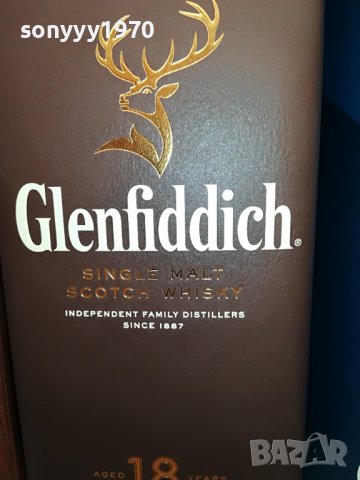 sonyyy1970
Glenfiddich®
SINGLE MALT
SCOTCH WHISKY
INDEPENDENT FAMILY DISTILLERS
SINCE 1887
AGED 18 YEARS
BAZAR